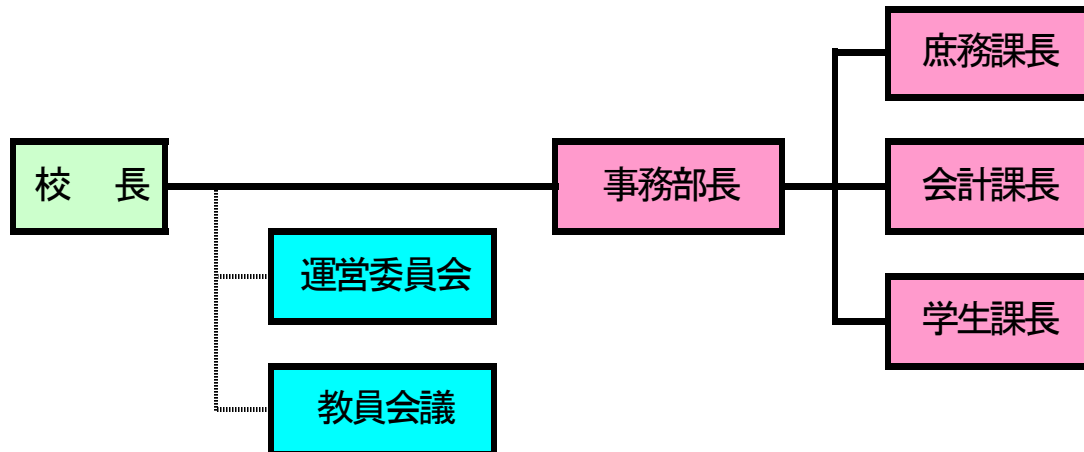 庶務課長
校　長
事務部長
会計課長
運営委員会
学生課長
教員会議